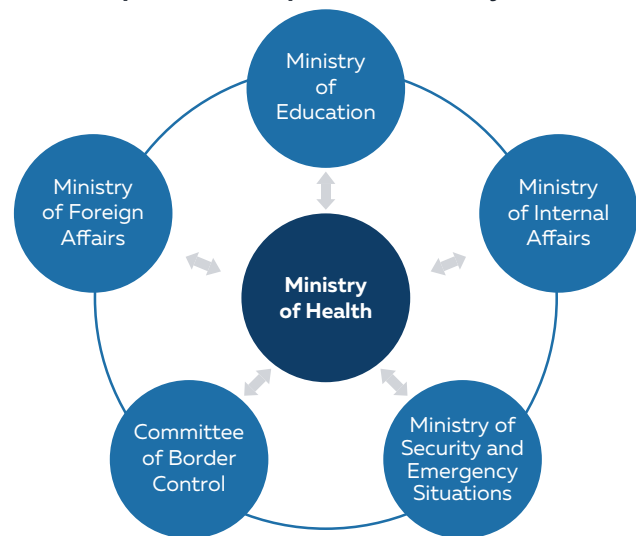 Ministry
of
Education
Ministry
of Foreign
Affairs
Ministry
of Internal
Affairs
Ministry
of Health
Committee
of Border
Control
Ministry of
Security and
Emergency
Situations